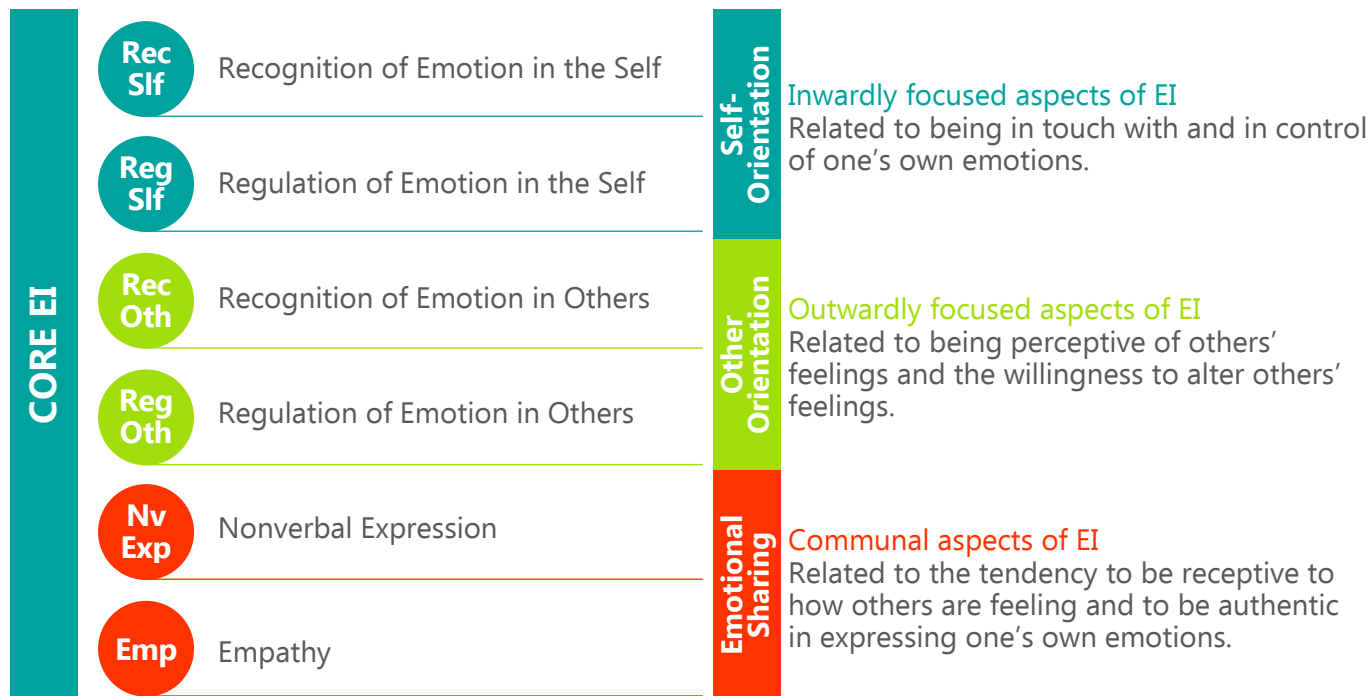 CORE EI
Rec
Slf
Recognition of Emotion in the Self
Reg
Slf
Regulation of Emotion in the Self
Self-
Orientation
Inwardly focused aspects of EI
Related to being in touch with and in control
of one’s own emotions.
Rec
Oth
Recognition of Emotion in Others
Reg
Oth
Regulation of Emotion in Others
Other
Orientation
Outwardly focused aspects of EI
Related to being perceptive of others’
feelings and the willingness to alter others’
feelings.
Nv
Exp
Nonverbal Expression
Emp
Empathy
Emotional
Sharing
Communal aspects of EI
Related to the tendency to be receptive to
how others are feeling and to be authentic
in expressing one’s own emotions.